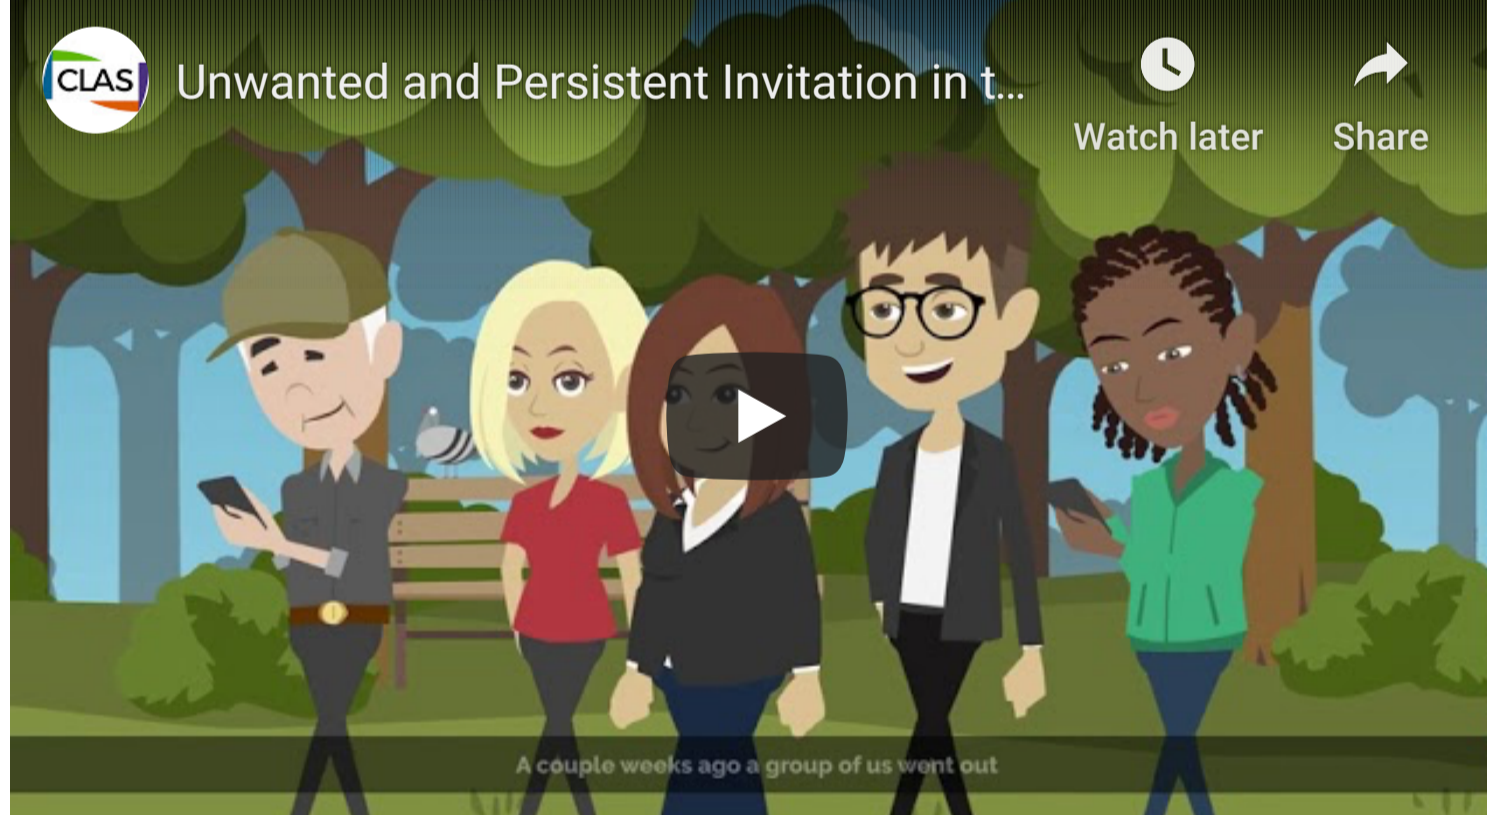 CLAS
Unwanted and Persistent Invitation in t...
Watch later
Share
A couple weeks ago a group of us went out